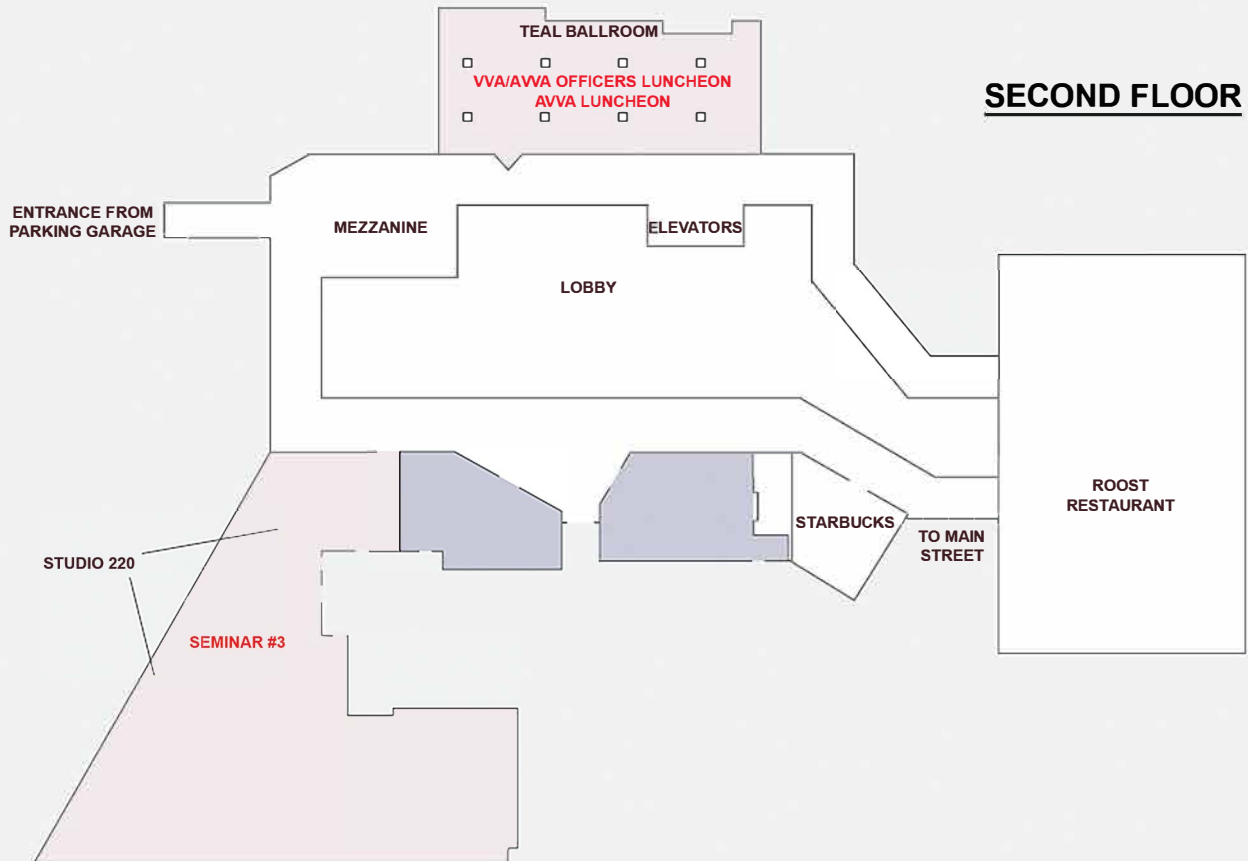 TEAL BALLROOM
VVA/AVVA OFFICERS LUNCHEON
AVVA LUNCHEON
SECOND FLOOR
ENTRANCE FROM
PARKING GARAGE
MEZZANINE
ELEVATORS
LOBBY
ROOST
RESTAURANT
STARBUCKS
TO MAIN
STREET
STUDIO 220
SEMINAR #3